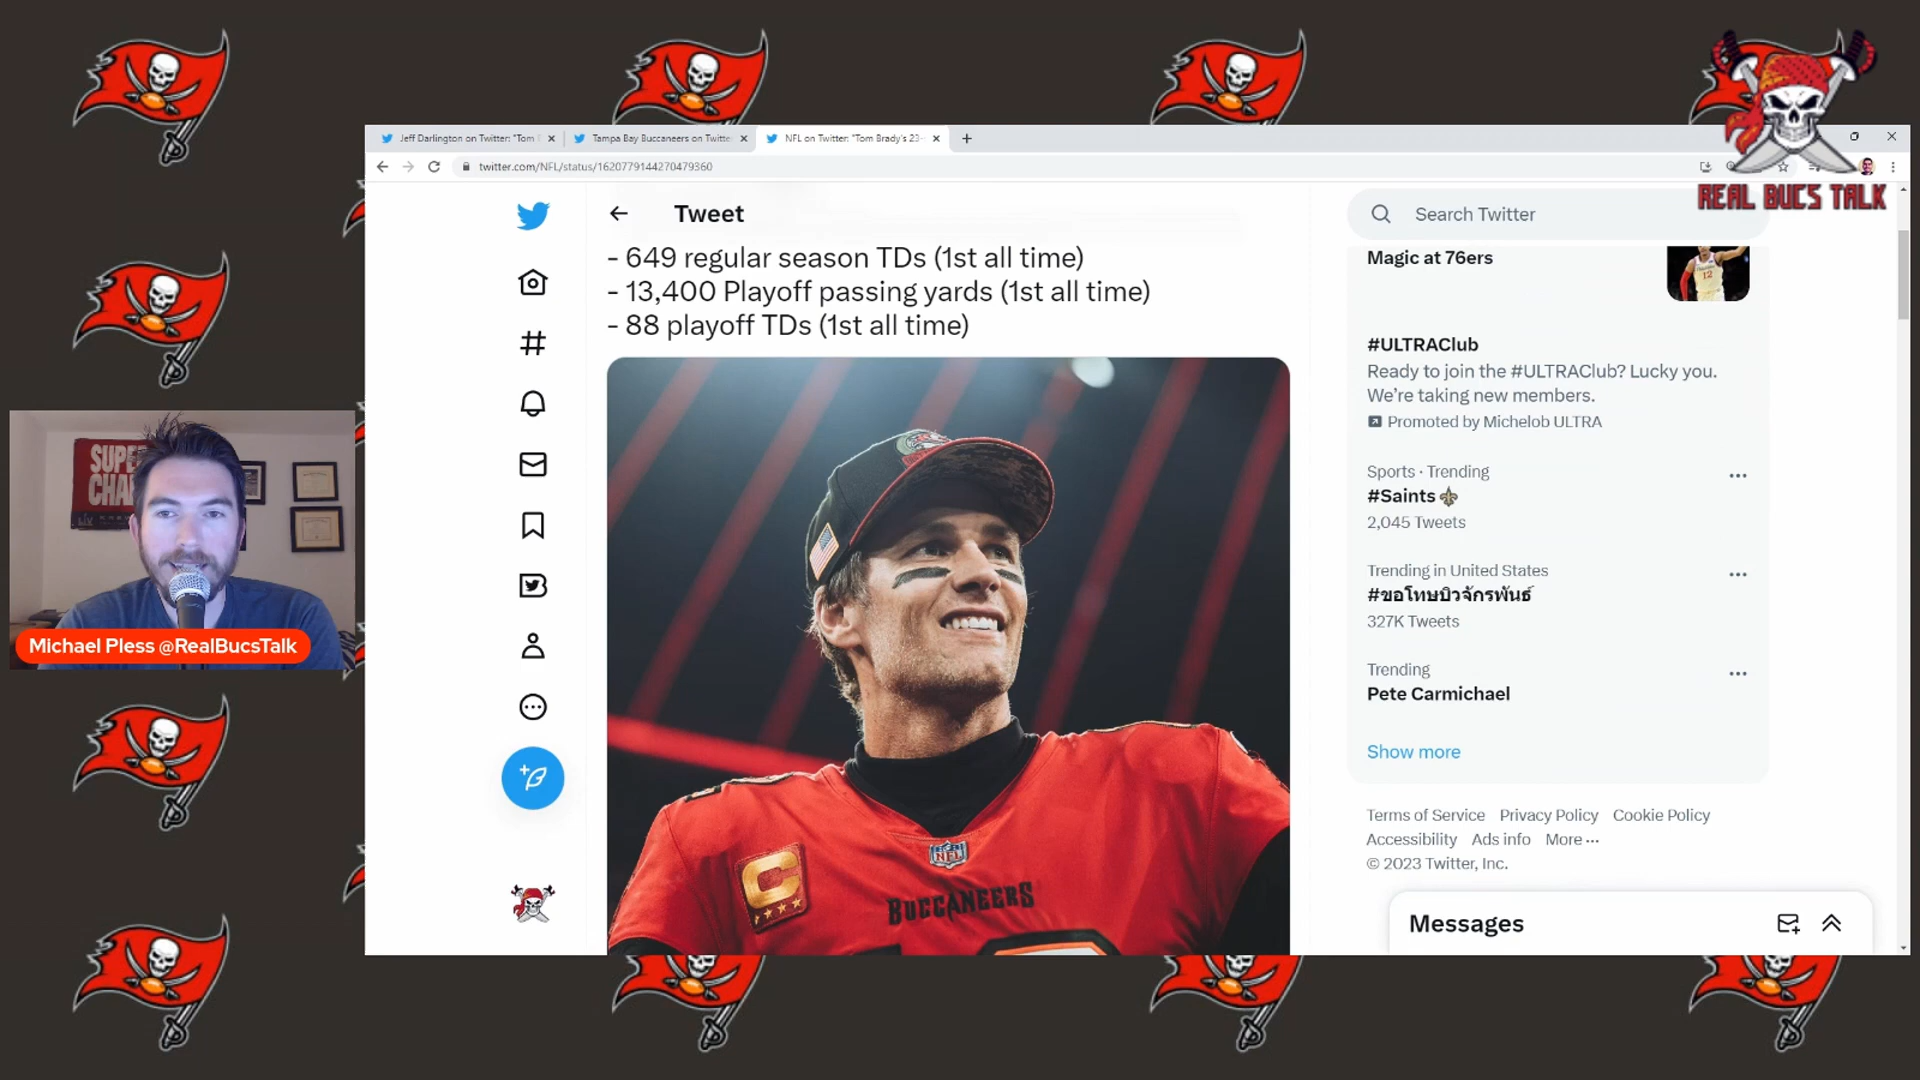 REAL BUCS TALK
Jeff Darlington on Twitter: "Tom
Tampa Bay Buccaneers on Twitte
NFL on Twitter: "Tom Brady's 23-
twitter.com/NFL/status/1620779144270479360
Tweet
- 649 regular season TDs (1st all time)
- 13,400 Playoff passing yards (1st all time)
- 88 playoff TDs (1st all time)
NFL
BUCCANEERS
C
Search Twitter
Magic at 76ers
12
#ULTRAClub
Ready to join the #ULTRAClub? Lucky you.
We're taking new members.
Promoted by Michelob ULTRA
Sports · Trending
#Saints
2,045 Tweets
Trending in United States
#ขอโทษบิวจักรพันธ์
327K Tweets
Trending
Pete Carmichael
Show more
Terms of Service Privacy Policy Cookie Policy
Accessibility Ads info More ···
© 2023 Twitter, Inc.
Messages
SUPE
CHA
LV
Michael Pless @RealBucsTalk